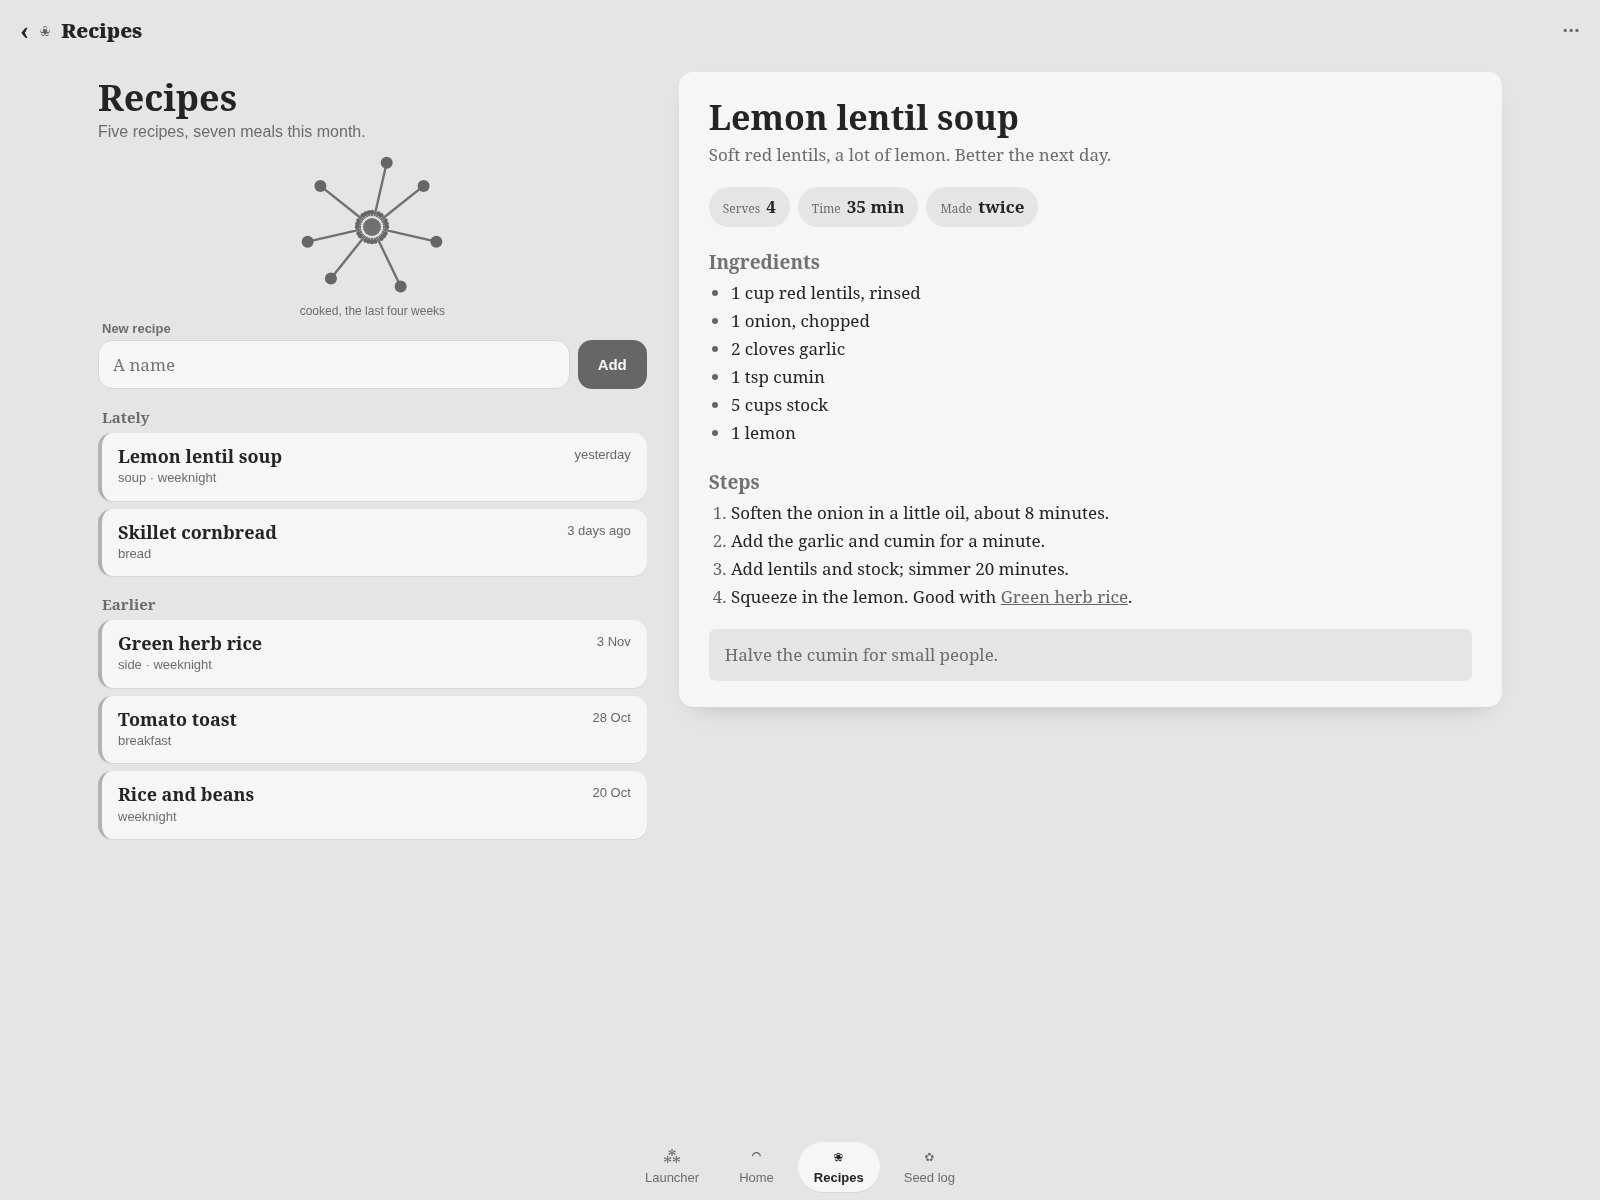 Recipes
Recipes
Five recipes, seven meals this month.
cooked, the last four weeks
New recipe
A name
Add
Lately
Lemon lentil soup
yesterday
soup · weeknight
Skillet cornbread
3 days ago
bread
Earlier
Green herb rice
3 Nov
side · weeknight
Tomato toast
28 Oct
breakfast
Rice and beans
20 Oct
weeknight
Lemon lentil soup
Soft red lentils, a lot of lemon. Better the next day.
Serves 4
Time 35 min
Made twice
Ingredients
1 cup red lentils, rinsed
1 onion, chopped
2 cloves garlic
1 tsp cumin
5 cups stock
1 lemon
Steps
1. Soften the onion in a little oil, about 8 minutes.
2. Add the garlic and cumin for a minute.
3. Add lentils and stock; simmer 20 minutes.
4. Squeeze in the lemon. Good with Green herb rice.
Halve the cumin for small people.
Launcher
Home
Recipes
Seed log